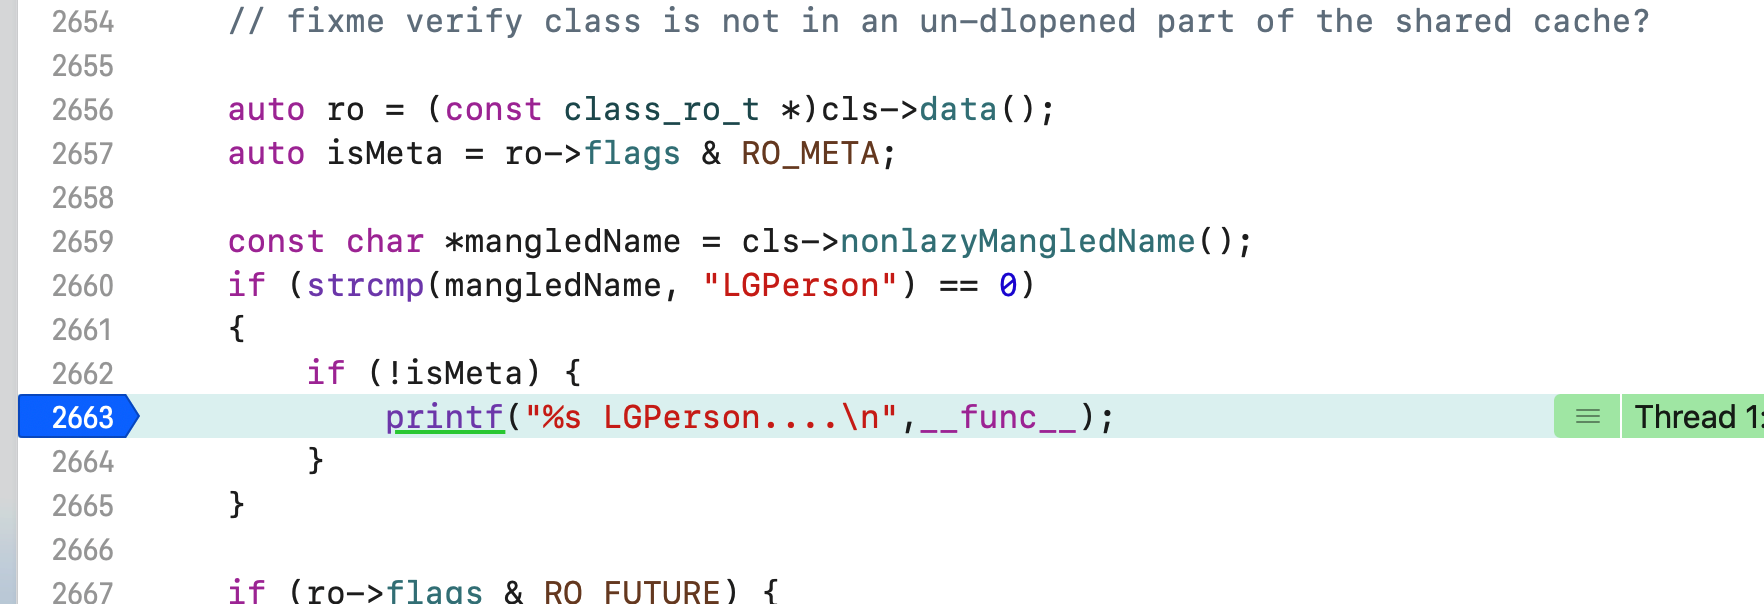 2654 // fixme verify class is not in an un-dlopened part of the shared cache?
2655
2656 auto ro = (const class_ro_t *)cls->data();
2657 auto isMeta = ro->flags & RO_META;
2658
2659 const char *mangledName = cls->nonlazyMangledName();
2660 if (strcmp(mangledName, "LGPerson") == 0)
2661 {
2662 if (!isMeta) {
2663 printf("%s LGPerson....\n",__func__); Thread 1:
2664 }
2665 }
2666
2667 if (ro->flags & RO_FUTURE) {